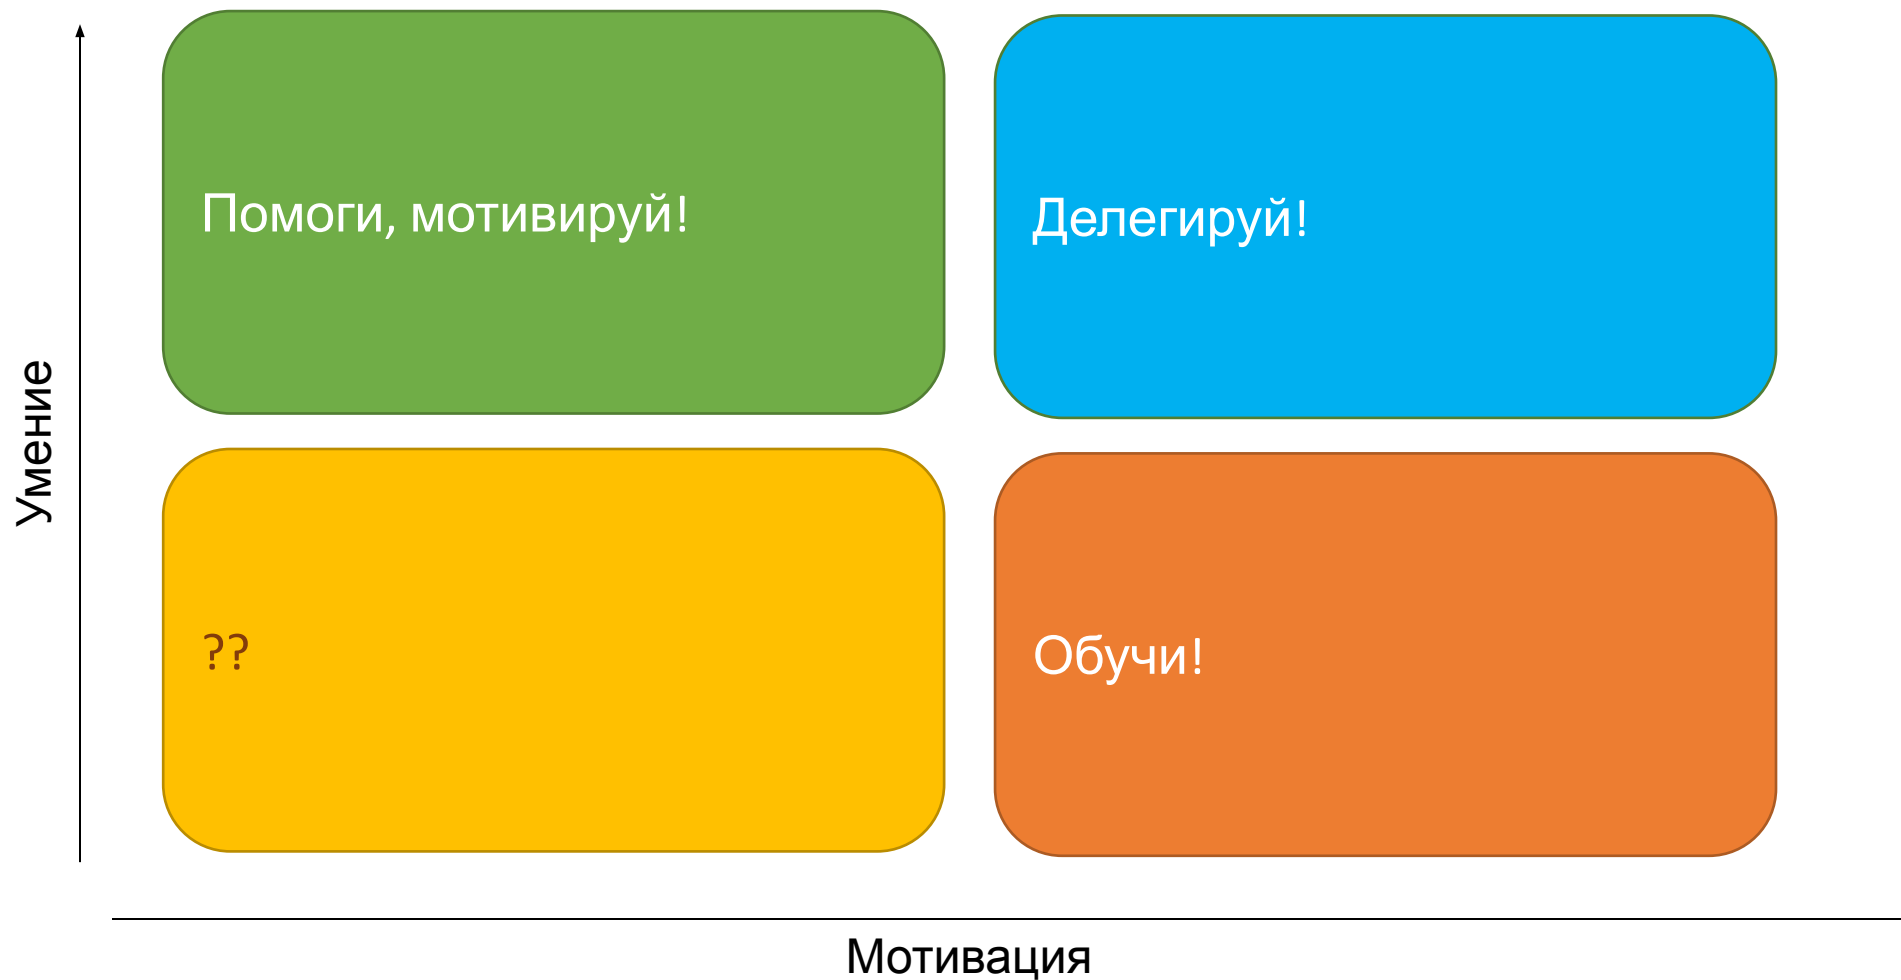 Умение
Помоги, мотивируй!
Делегируй!
??
Обучи!
Мотивация